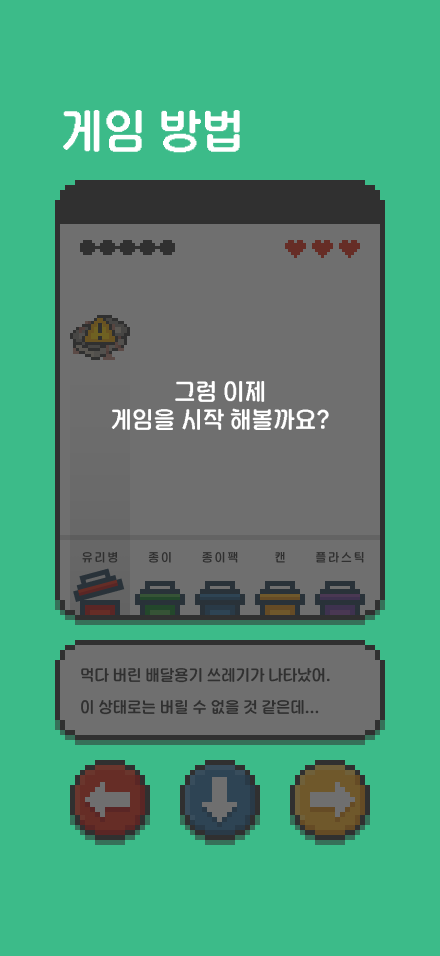 게임 방법
그럼 이제
게임을 시작 해볼까요?
유리병 종이 종이팩 캔 플라스틱
먹다 버린 배달용기 쓰레기가 나타났어.
이 상태로는 버릴 수 없을 것 같은데...